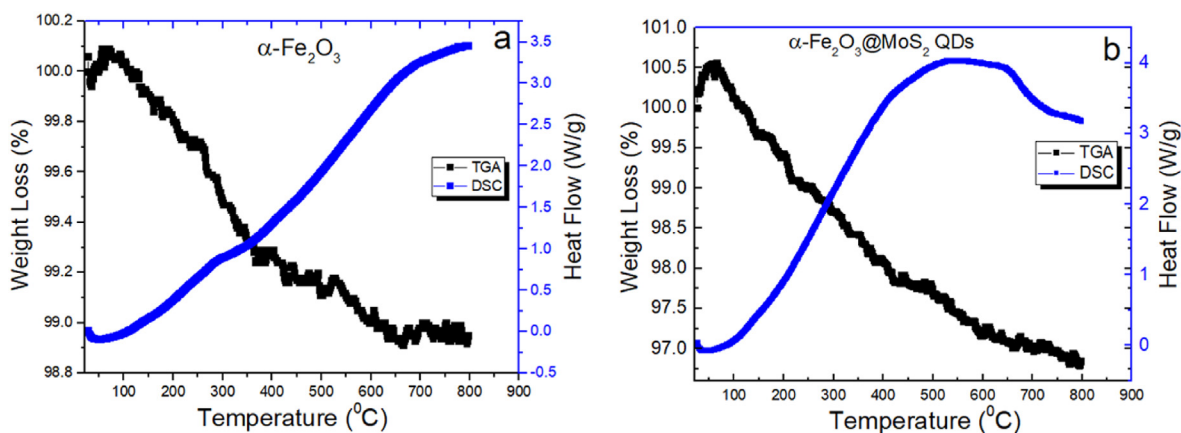 a
α-Fe₂O₃
100.2
100.0
99.8
99.6
99.4
99.2
99.0
98.8
Weight Loss (%)
TGA
DSC
3.5
3.0
2.5
2.0
1.5
1.0
0.5
0.0
-0.5
Heat Flow (W/g)
100 200 300 400 500 600 700 800 900
Temperature (⁰C)
b
α-Fe₂O₃@MoS₂ QDs
101.0
100.5
100.0
99.5
99.0
98.5
98.0
97.5
97.0
Weight Loss (%)
TGA
DSC
4
3
2
1
0
Heat Flow (W/g)
100 200 300 400 500 600 700 800 900
Temperature (⁰C)